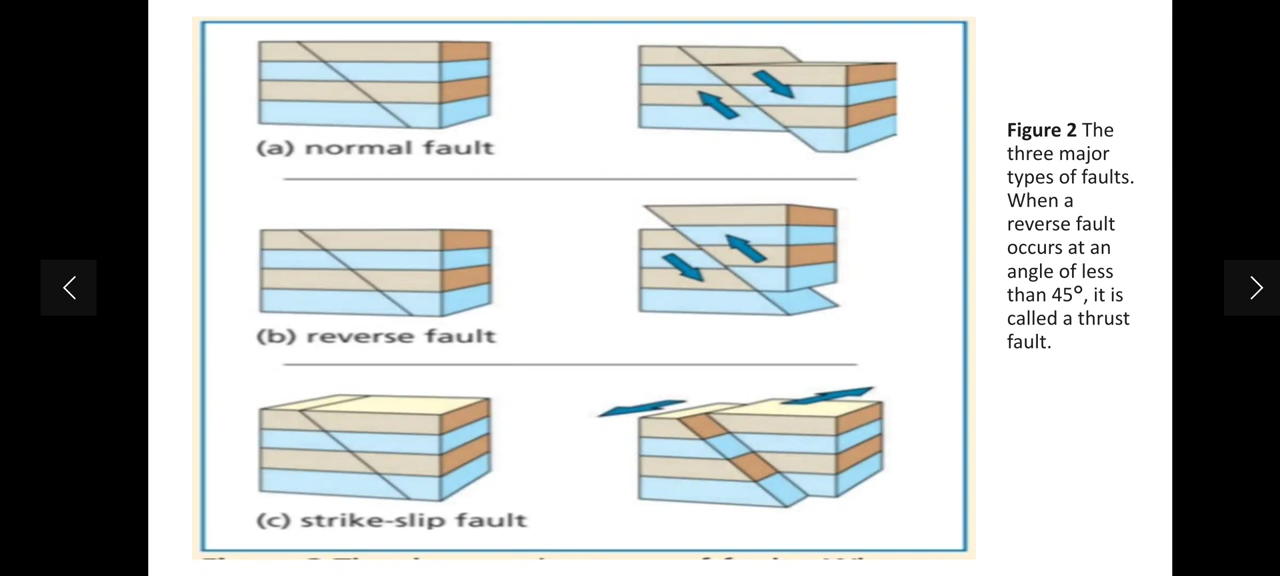 (a) normal fault
(b) reverse fault
(c) strike-slip fault
Figure 2 The
three major
types of faults.
When a
reverse fault
occurs at an
angle of less
than 45°, it is
called a thrust
fault.